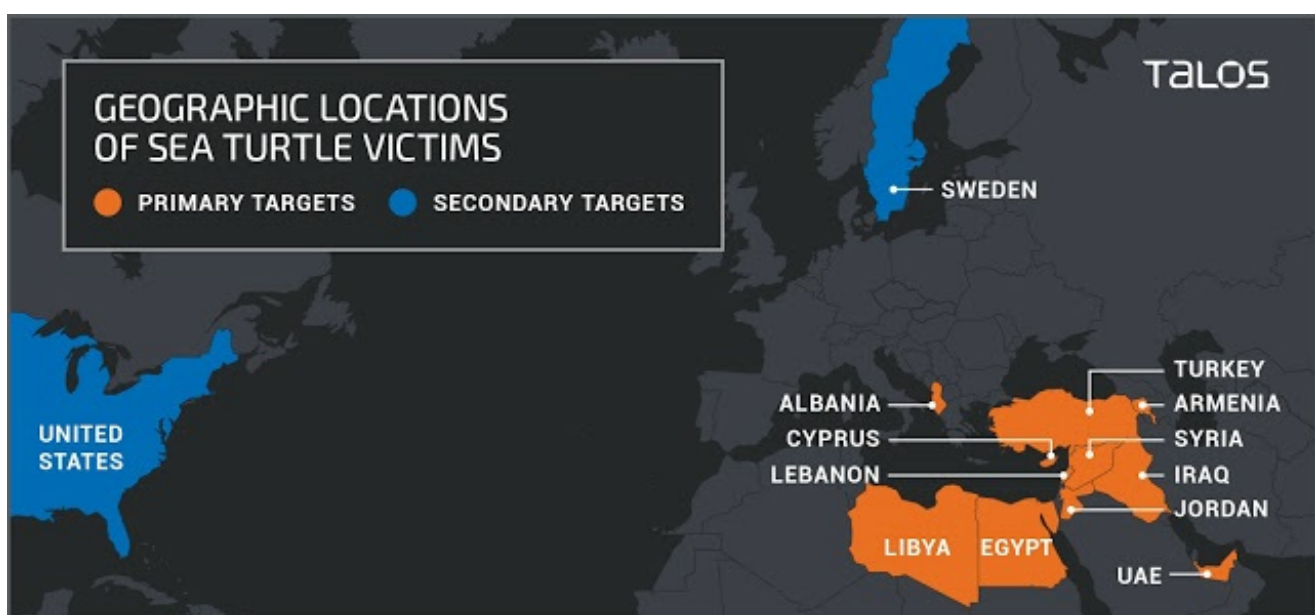 TALOS
GEOGRAPHIC LOCATIONS
OF SEA TURTLE VICTIMS
PRIMARY TARGETS
SECONDARY TARGETS
SWEDEN
UNITED
STATES
ALBANIA
CYPRUS
LEBANON
TURKEY
ARMENIA
SYRIA
IRAQ
JORDAN
LIBYA
EGYPT
UAE